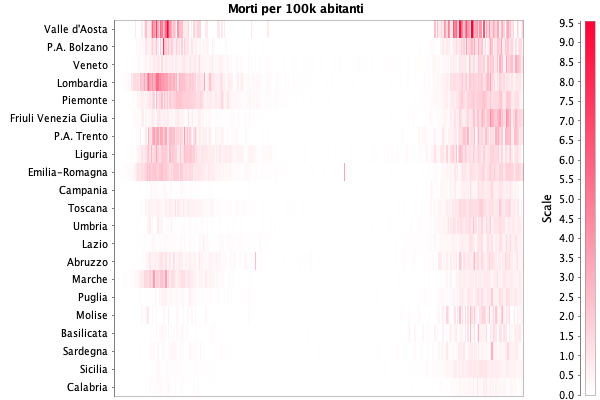 Morti per 100k abitanti
Valle d'Aosta
P.A. Bolzano
Veneto
Lombardia
Piemonte
Friuli Venezia Giulia
P.A. Trento
Liguria
Emilia-Romagna
Campania
Toscana
Umbria
Lazio
Abruzzo
Marche
Puglia
Molise
Basilicata
Sardegna
Sicilia
Calabria
Scale
9.5
9.0
8.5
8.0
7.5
7.0
6.5
6.0
5.5
5.0
4.5
4.0
3.5
3.0
2.5
2.0
1.5
1.0
0.5
0.0